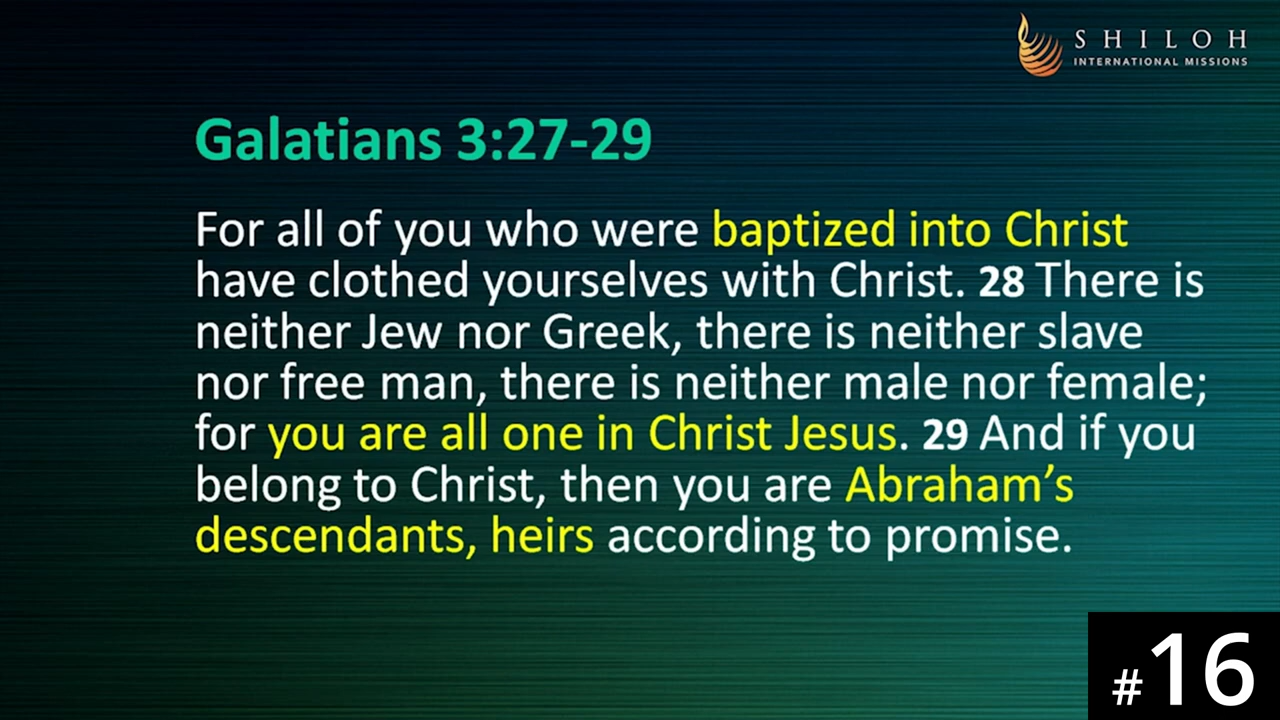 SHILOH
INTERNATIONAL MISSIONS
Galatians 3:27-29
For all of you who were baptized into Christ
have clothed yourselves with Christ. 28 There is
neither Jew nor Greek, there is neither slave
nor free man, there is neither male nor female;
for you are all one in Christ Jesus. 29 And if you
belong to Christ, then you are Abraham’s
descendants, heirs according to promise.
#16